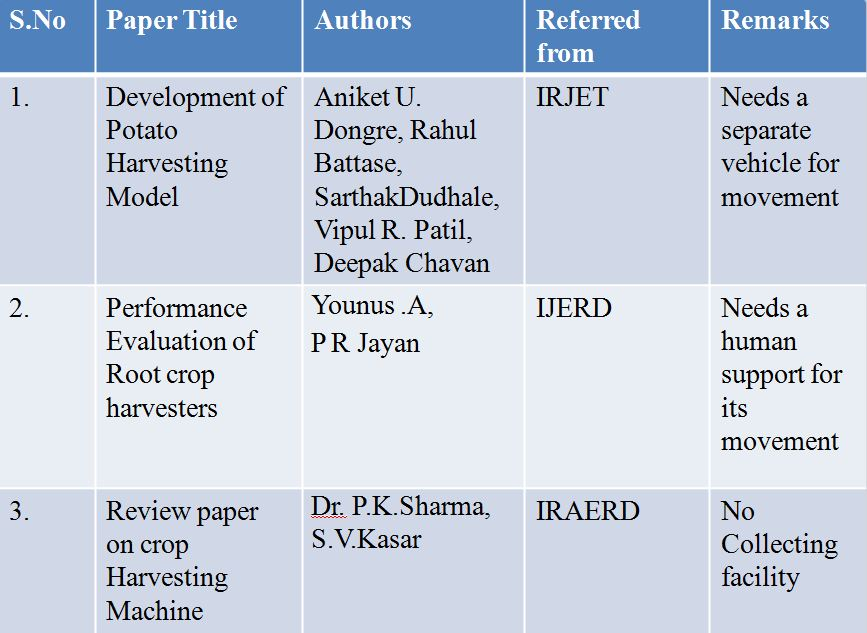 S.No
Paper Title
Authors
Referred
from
Remarks
1.
Development of
Potato
Harvesting
Model
Aniket U.
Dongre, Rahul
Battase,
SarthakDudhale,
Vipul R. Patil,
Deepak Chavan
IRJET
Needs a
separate
vehicle for
movement
2.
Performance
Evaluation of
Root crop
harvesters
Younus .A,
P R Jayan
IJERD
Needs a
human
support for
its
movement
3.
Review paper
on crop
Harvesting
Machine
Dr. P.K.Sharma,
S.V.Kasar
IRAERD
No
Collecting
facility